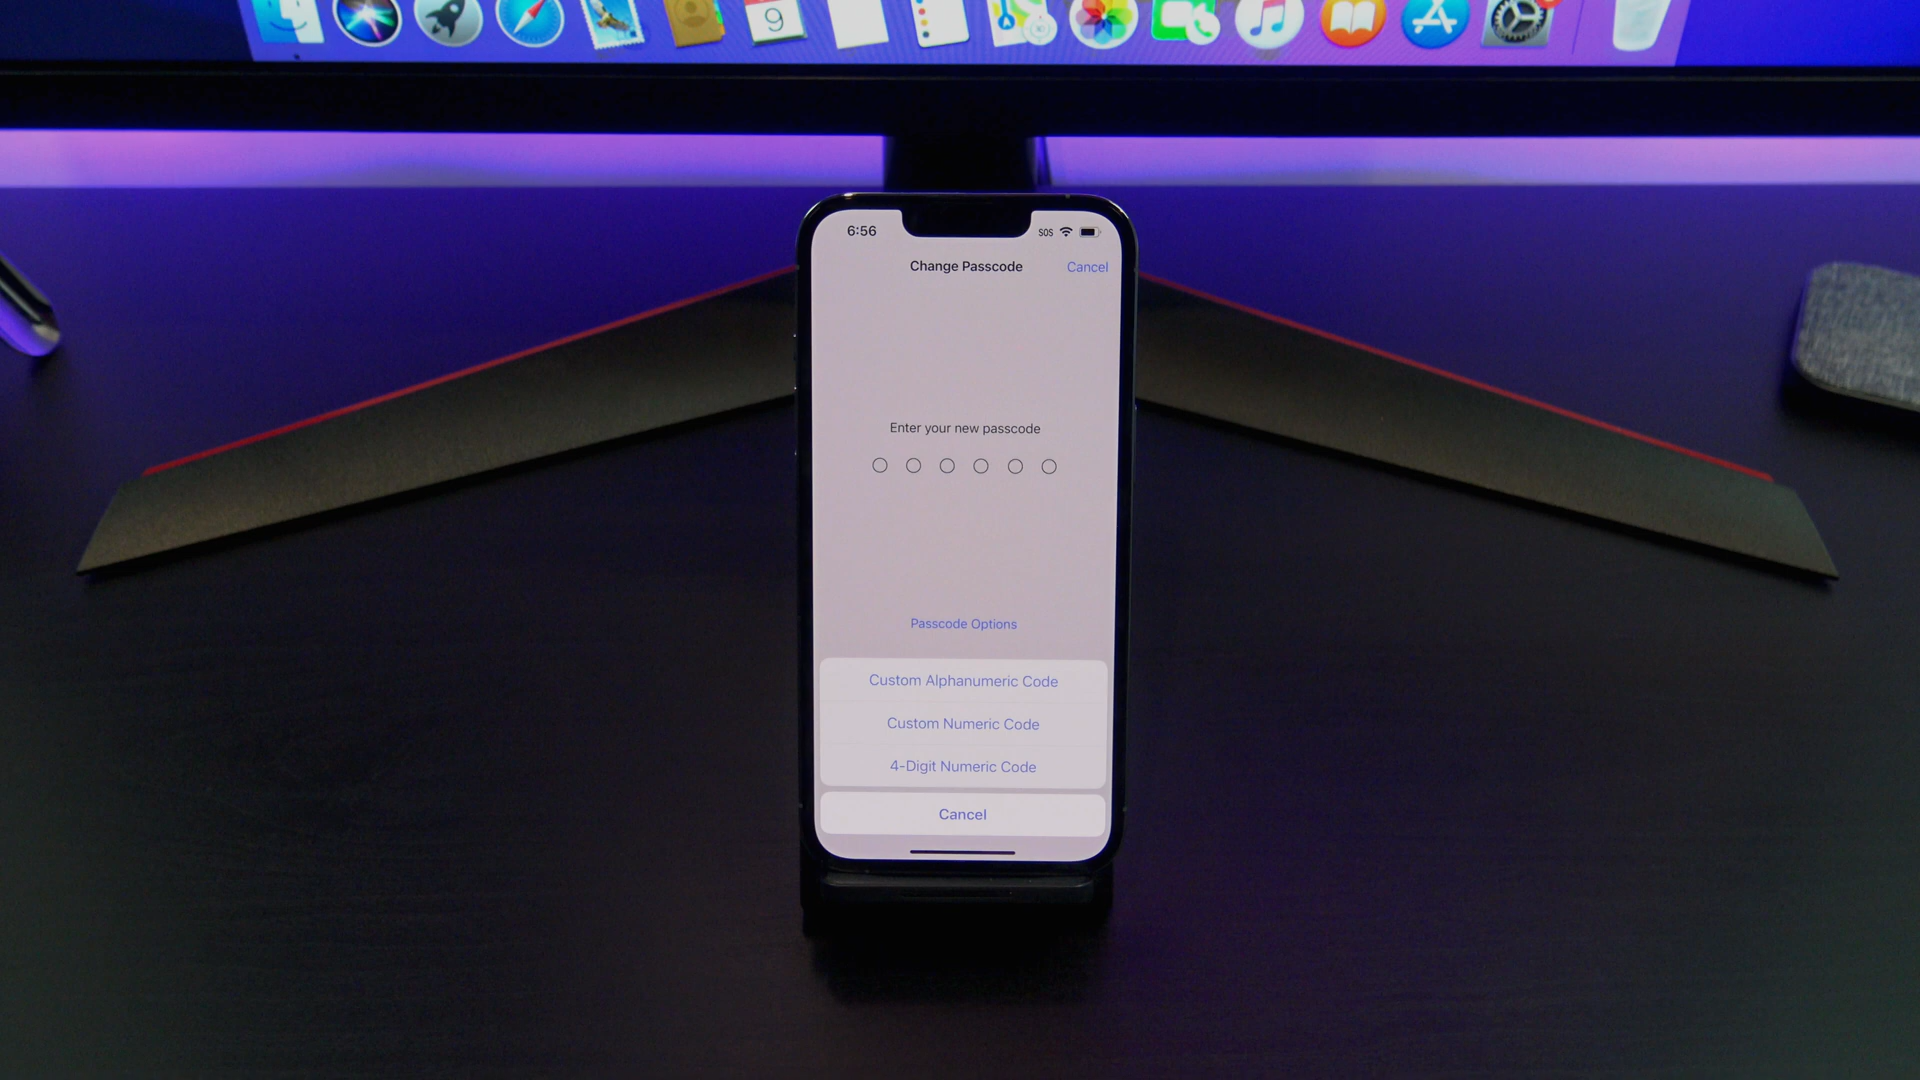 9
6:56
SOS
Change Passcode
Cancel
Enter your new passcode
Passcode Options
Custom Alphanumeric Code
Custom Numeric Code
4-Digit Numeric Code
Cancel